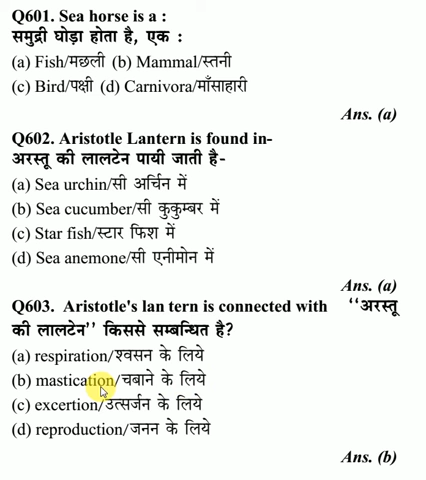 Q601. Sea horse is a :
समुद्री घोड़ा होता है, एक :
(a) Fish/मछली (b) Mammal/स्तनी
(c) Bird/पक्षी (d) Carnivora/माँसाहारी
Ans. (a)
Q602. Aristotle Lantern is found in-
अरस्तू की लालटेन पायी जाती है-
(a) Sea urchin/सी अर्चिन में
(b) Sea cucumber/सी कुकुम्बर में
(c) Star fish/स्टार फिश में
(d) Sea anemone/सी एनीमोन में
Ans. (a)
Q603. Aristotle's lan tern is connected with ‘‘अरस्तू
की लालटेन’’ किससे सम्बन्धित है?
(a) respiration/श्वसन के लिये
(b) mastication/चबाने के लिये
(c) excertion/उत्सर्जन के लिये
(d) reproduction/जनन के लिये
Ans. (b)